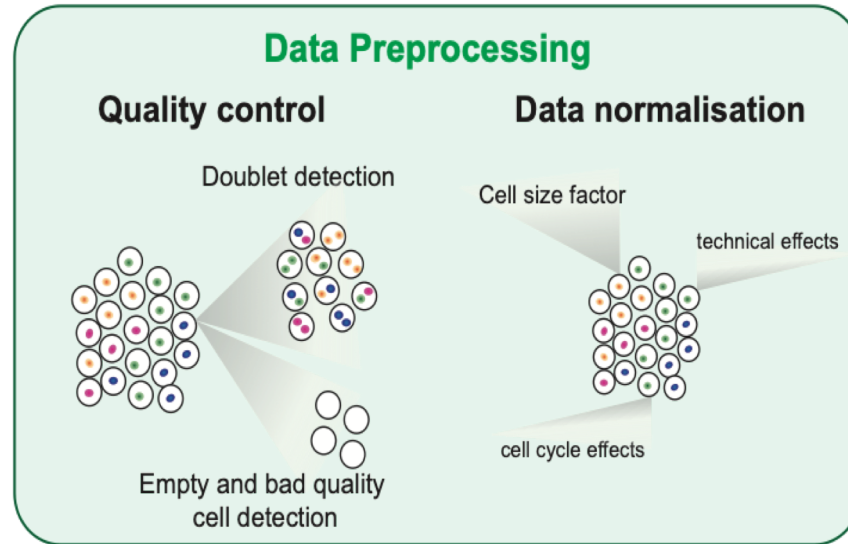 Data Preprocessing
Quality control
Doublet detection
Empty and bad quality
cell detection
Data normalisation
Cell size factor
technical effects
cell cycle effects